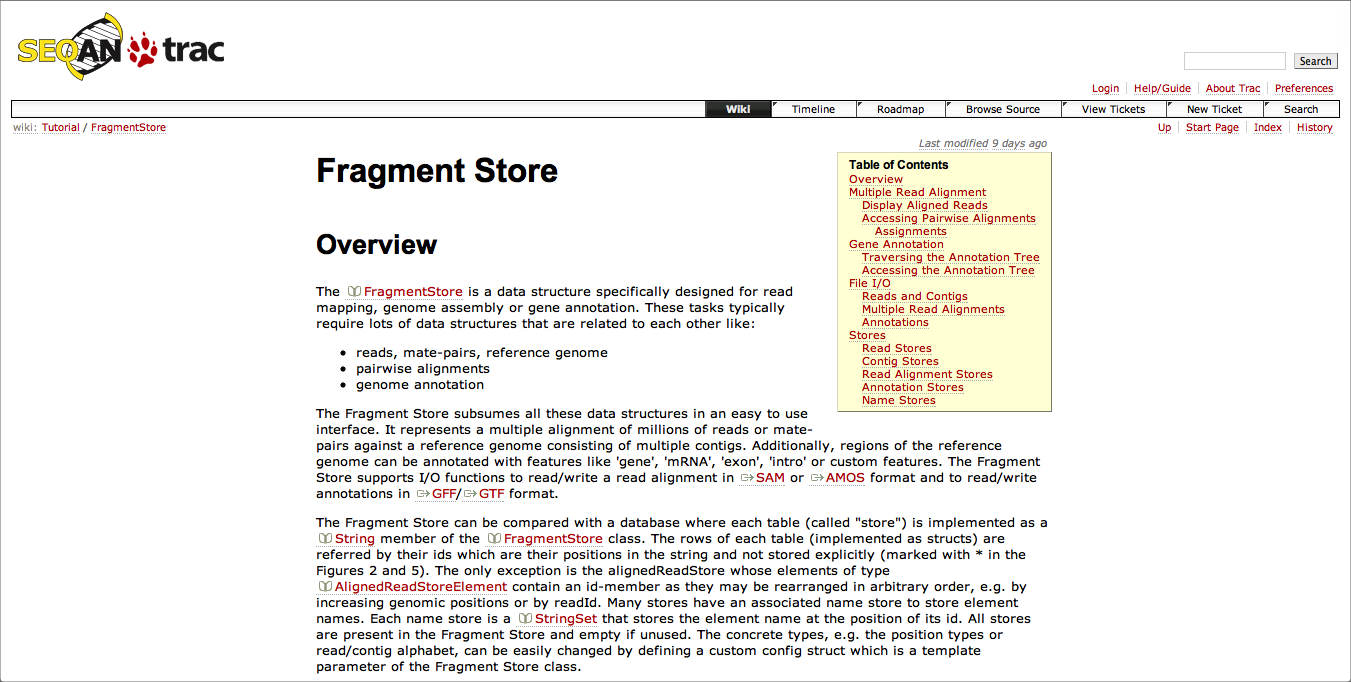 SEQAN trac
Search
Login Help/Guide About Trac Preferences
Wiki Timeline Roadmap Browse Source View Tickets New Ticket Search
wiki: Tutorial / FragmentStore
Up Start Page Index History
Last modified 9 days ago
Fragment Store
Table of Contents
Overview
Multiple Read Alignment
Display Aligned Reads
Accessing Pairwise Alignments
Assignments
Gene Annotation
Traversing the Annotation Tree
Accessing the Annotation Tree
File I/O
Reads and Contigs
Multiple Read Alignments
Annotations
Stores
Read Stores
Contig Stores
Read Alignment Stores
Annotation Stores
Name Stores
Overview
The FragmentStore is a data structure specifically designed for read
mapping, genome assembly or gene annotation. These tasks typically
require lots of data structures that are related to each other like:
• reads, mate-pairs, reference genome
• pairwise alignments
• genome annotation
The Fragment Store subsumes all these data structures in an easy to use
interface. It represents a multiple alignment of millions of reads or mate-
pairs against a reference genome consisting of multiple contigs. Additionally, regions of the reference
genome can be annotated with features like 'gene', 'mRNA', 'exon', 'intro' or custom features. The Fragment
Store supports I/O functions to read/write a read alignment in SAM or AMOS format and to read/write
annotations in GFF/GTF format.
The Fragment Store can be compared with a database where each table (called "store") is implemented as a
String member of the FragmentStore class. The rows of each table (implemented as structs) are
referred by their ids which are their positions in the string and not stored explicitly (marked with * in the
Figures 2 and 5). The only exception is the alignedReadStore whose elements of type
AlignedReadStoreElement contain an id-member as they may be rearranged in arbitrary order, e.g. by
increasing genomic positions or by readId. Many stores have an associated name store to store element
names. Each name store is a StringSet that stores the element name at the position of its id. All stores
are present in the Fragment Store and empty if unused. The concrete types, e.g. the position types or
read/contig alphabet, can be easily changed by defining a custom config struct which is a template
parameter of the Fragment Store class.